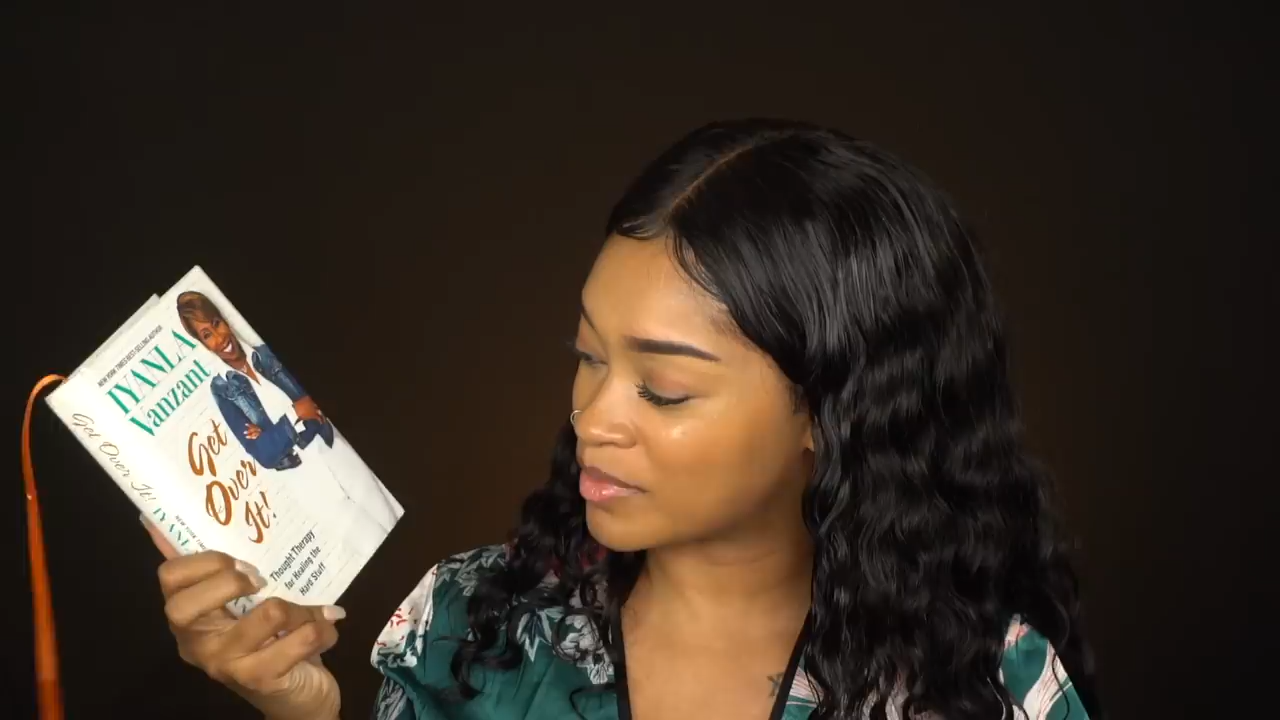 NEW YORK TIMES BEST-SELLING AUTHOR
IYANLA
Vanzant
Get
Over
It!
Thought Therapy
for Healing the
Hard Stuff
Get Over It!